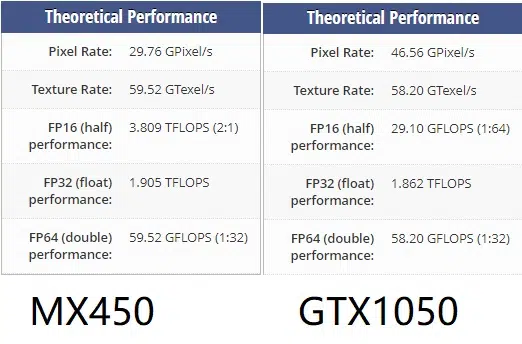 Theoretical Performance
Pixel Rate: 29.76 GPixel/s
Texture Rate: 59.52 GTexel/s
FP16 (half) 3.809 TFLOPS (2:1)
performance:
FP32 (float) 1.905 TFLOPS
performance:
FP64 (double) 59.52 GFLOPS (1:32)
performance:
MX450
Theoretical Performance
Pixel Rate: 46.56 GPixel/s
Texture Rate: 58.20 GTexel/s
FP16 (half) 29.10 GFLOPS (1:64)
performance:
FP32 (float) 1.862 TFLOPS
performance:
FP64 (double) 58.20 GFLOPS (1:32)
performance:
GTX1050